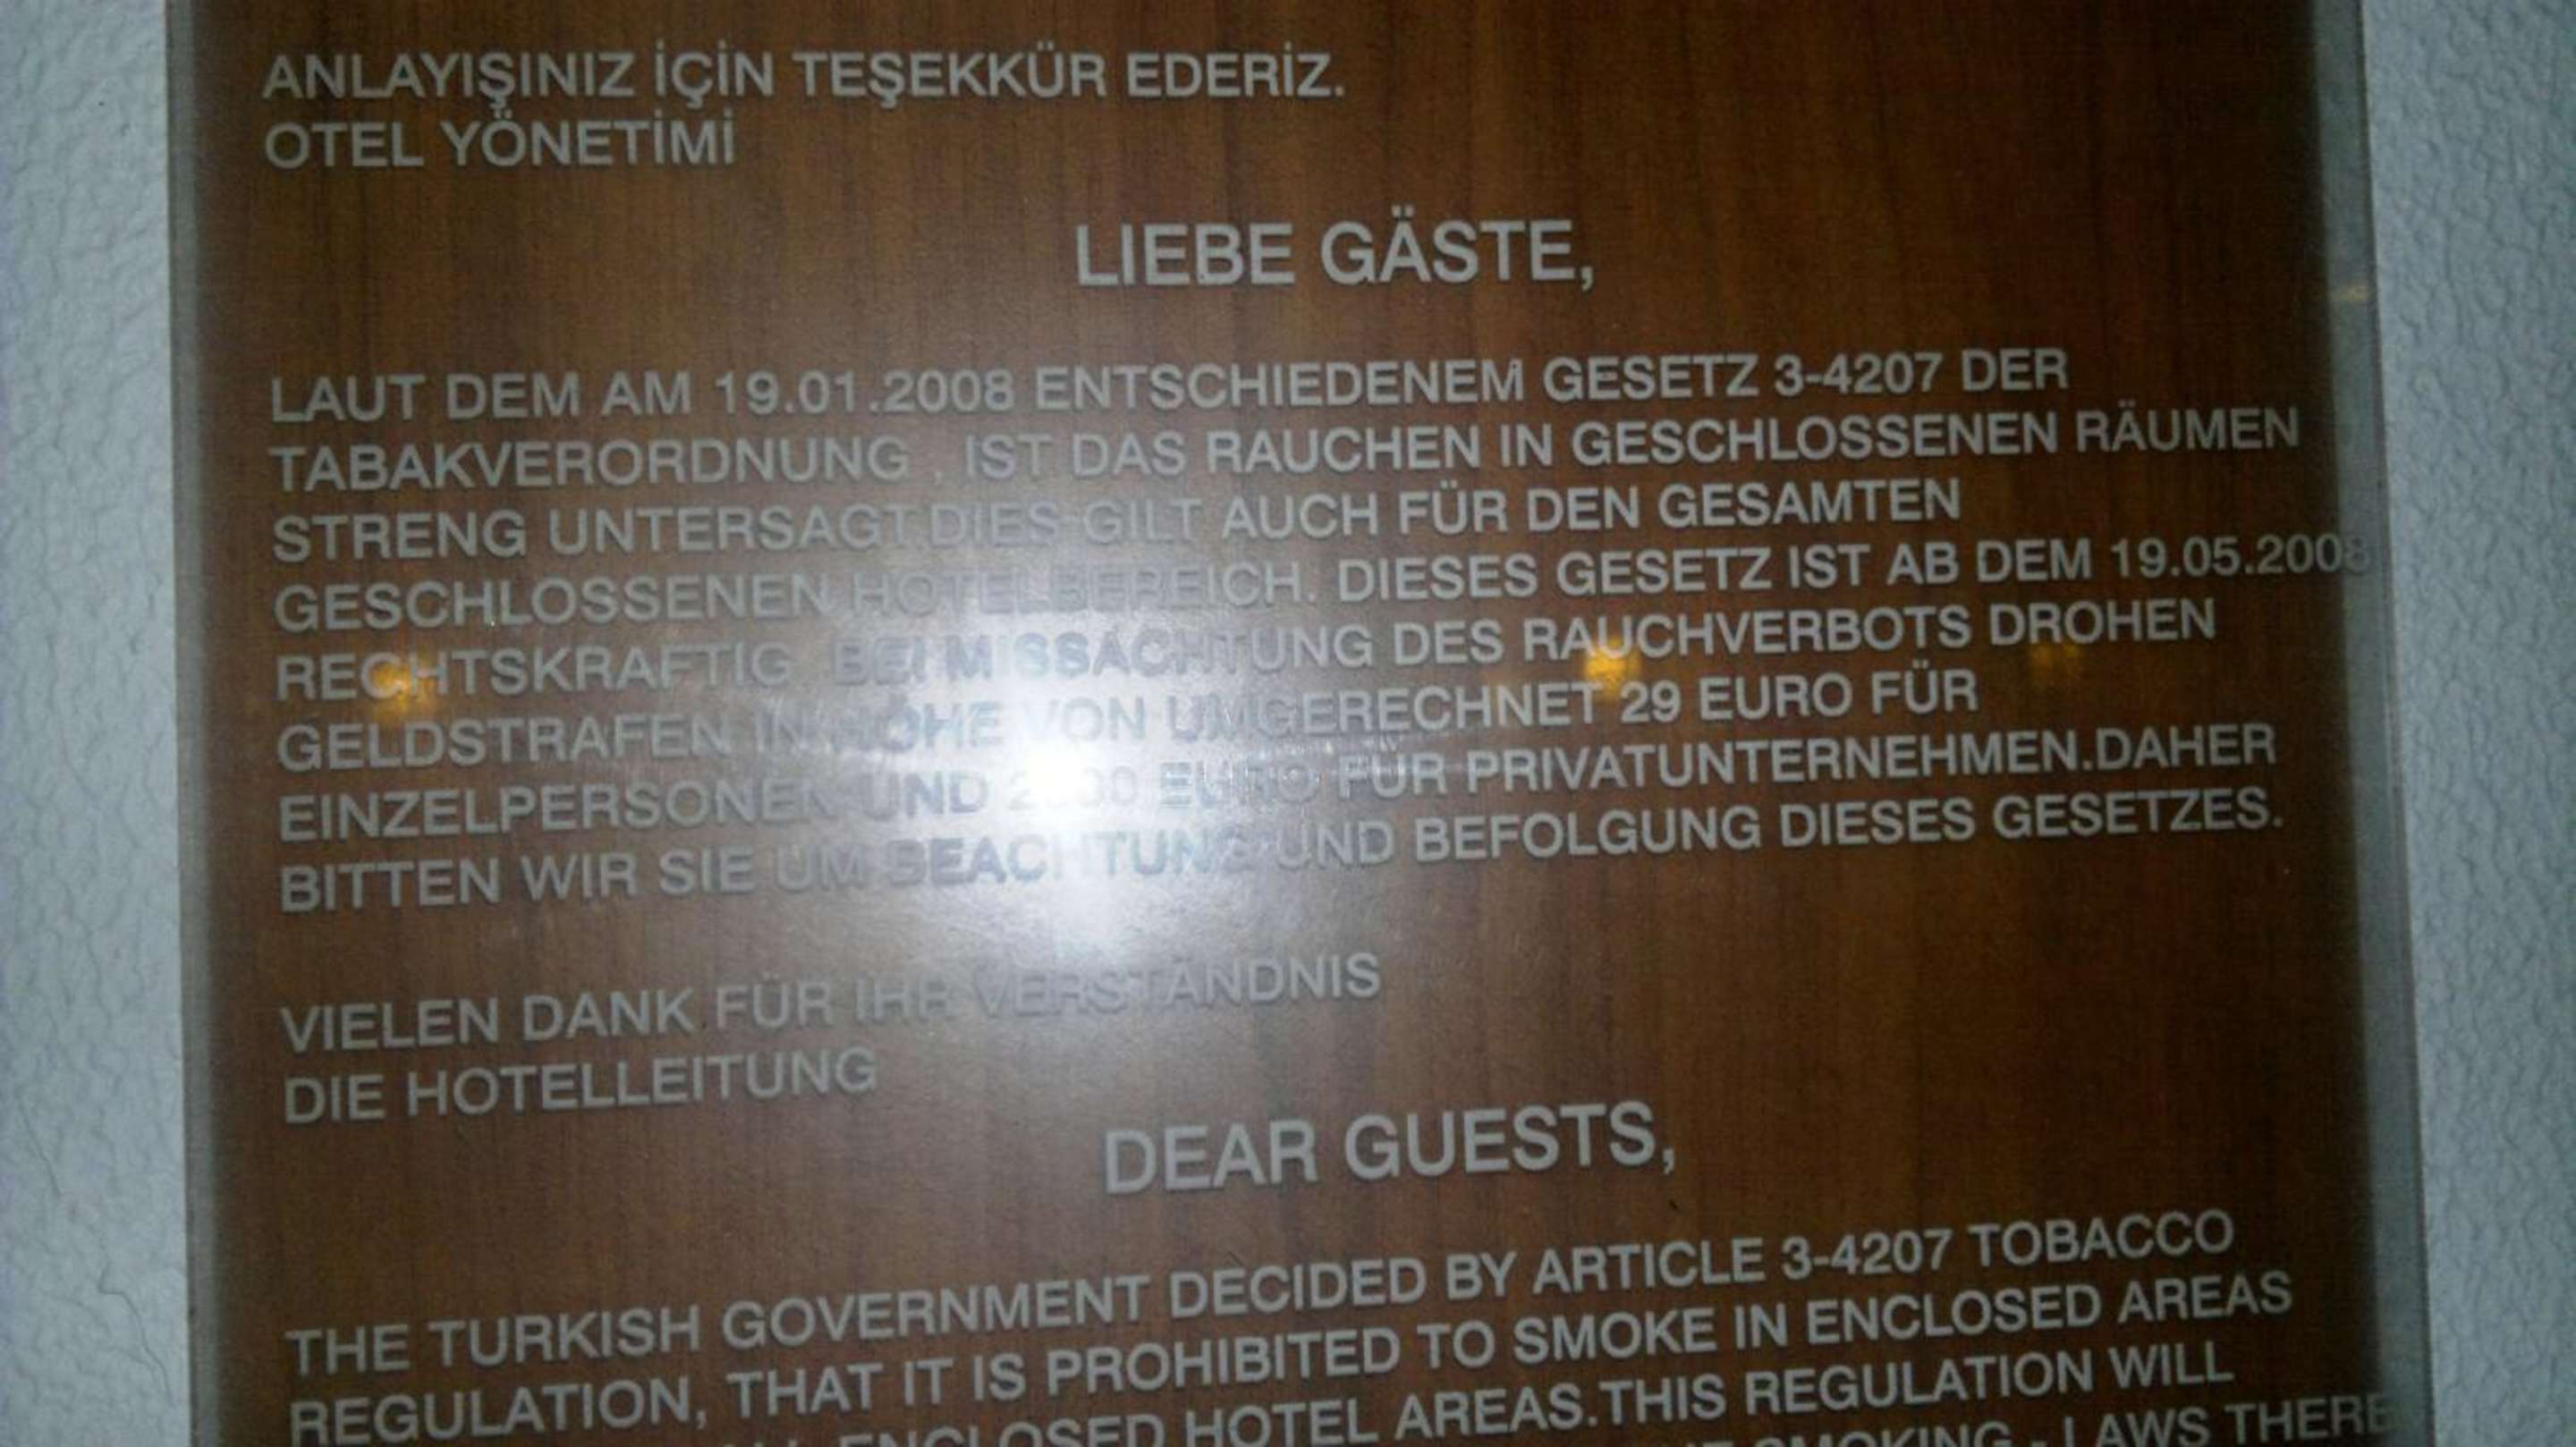 ANLAYIŞINIZ İÇİN TEŞEKKÜR EDERİZ.
OTEL YÖNETİMİ
LIEBE GÄSTE,
LAUT DEM AM 19.01.2008 ENTSCHIEDENEM GESETZ 3-4207 DER
TABAKVERORDNUNG , IST DAS RAUCHEN IN GESCHLOSSENEN RÄUMEN
STRENG UNTERSAGT DIES GILT AUCH FÜR DEN GESAMTEN
GESCHLOSSENEN HOTELBEREICH. DIESES GESETZ IST AB DEM 19.05.2008
RECHTSKRAFTIG BEI MISSACHTUNG DES RAUCHVERBOTS DROHEN
GELDSTRAFEN IN HÖHE VON UMGERECHNET 29 EURO FÜR
EINZELPERSONEN UND EURO FÜR PRIVATUNTERNEHMEN.DAHER
BITTEN WIR SIE UM BEACHTUNG UND BEFOLGUNG DIESES GESETZES.
VIELEN DANK FÜR IHR VERSTÄNDNIS
DIE HOTELLEITUNG
DEAR GUESTS,
THE TURKISH GOVERNMENT DECIDED BY ARTICLE 3-4207 TOBACCO
REGULATION, THAT IT IS PROHIBITED TO SMOKE IN ENCLOSED AREAS
ENCLOSED HOTEL AREAS.THIS REGULATION WILL
SMOKING - LAWS THERE